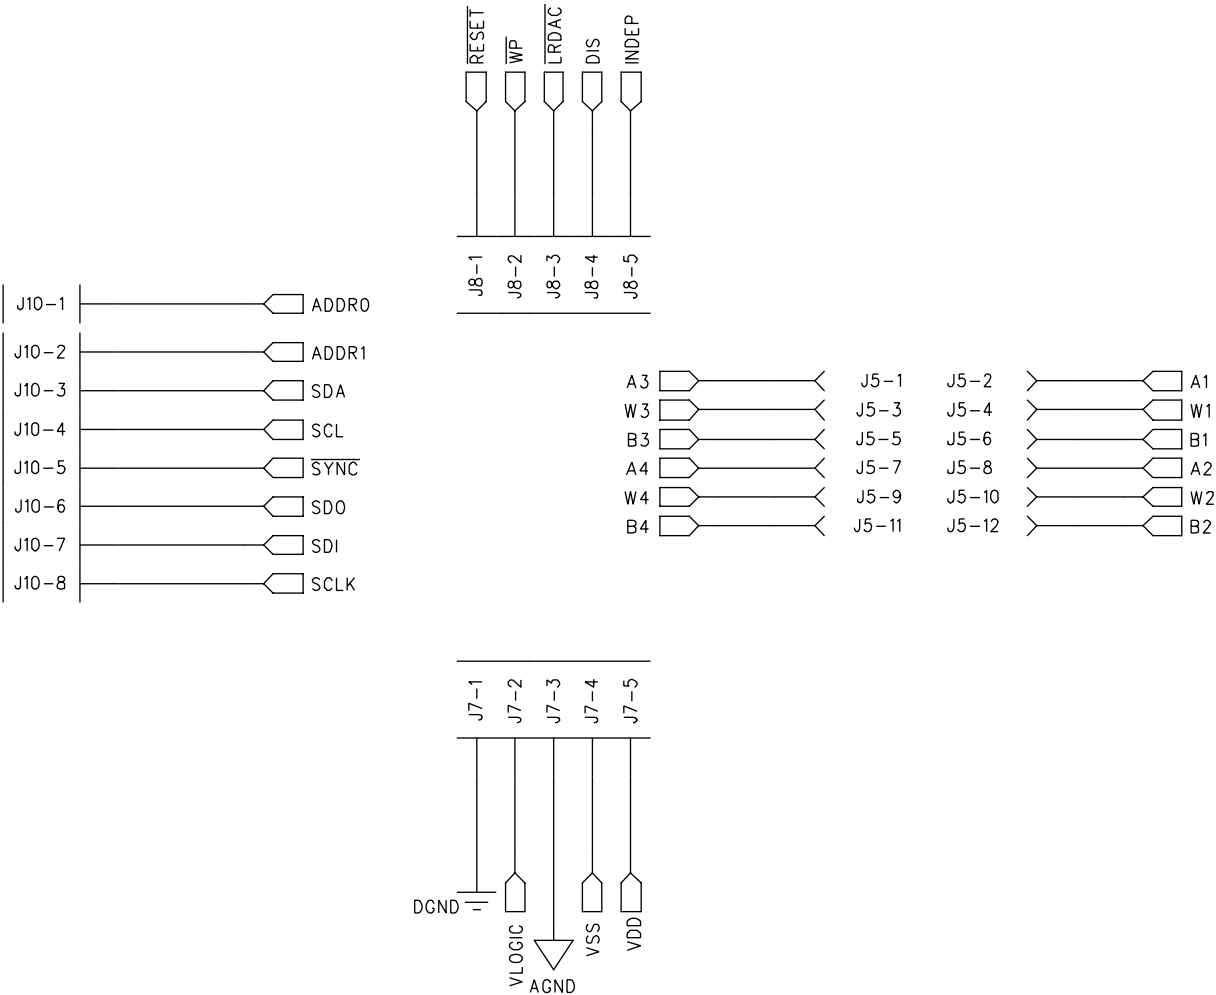 RESET
WP
LRDAC
DIS
INDEP
J8-1
J8-2
J8-3
J8-4
J8-5
J10-1 ADDR0
J10-2 ADDR1
J10-3 SDA
J10-4 SCL
J10-5 SYNC
J10-6 SDO
J10-7 SDI
J10-8 SCLK
A3 J5-1 J5-2 A1
W3 J5-3 J5-4 W1
B3 J5-5 J5-6 B1
A4 J5-7 J5-8 A2
W4 J5-9 J5-10 W2
B4 J5-11 J5-12 B2
J7-1
J7-2
J7-3
J7-4
J7-5
DGND
VLOGIC
AGND
VSS
VDD